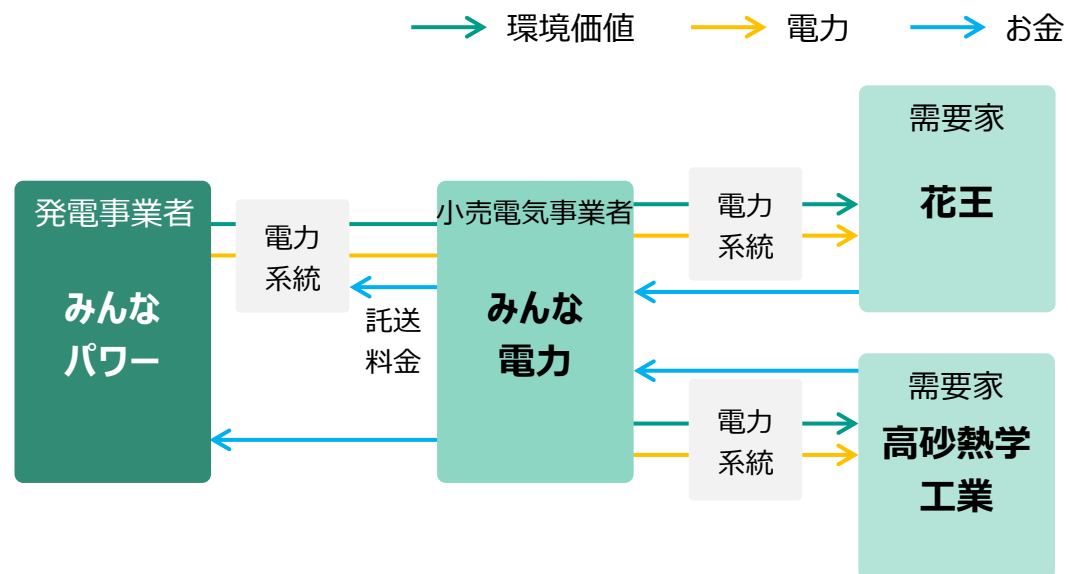 環境価値
電力
お金
発電事業者
みんな
パワー
電力
系統
託送
料金
小売電気事業者
みんな
電力
電力
系統
需要家
花王
電力
系統
需要家
高砂熱学
工業